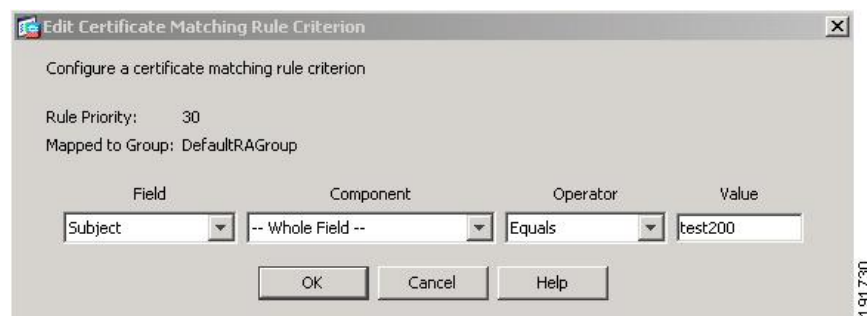 Edit Certificate Matching Rule Criterion
Configure a certificate matching rule criterion
Rule Priority: 30
Mapped to Group: DefaultRAGroup
Field Component Operator Value
Subject -- Whole Field -- Equals test200
OK Cancel Help
191730